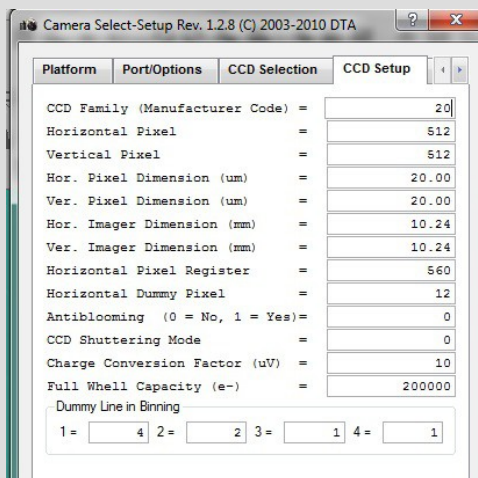 Camera Select-Setup Rev. 1.2.8 (C) 2003-2010 DTA
Platform Port/Options CCD Selection CCD Setup
CCD Family (Manufacturer Code) = 20
Horizontal Pixel = 512
Vertical Pixel = 512
Hor. Pixel Dimension (um) = 20.00
Ver. Pixel Dimension (um) = 20.00
Hor. Imager Dimension (mm) = 10.24
Ver. Imager Dimension (mm) = 10.24
Horizontal Pixel Register = 560
Horizontal Dummy Pixel = 12
Antiblooming (0 = No, 1 = Yes)= 0
CCD Shuttering Mode = 0
Charge Conversion Factor (uV) = 10
Full Whell Capacity (e-) = 200000
Dummy Line in Binning
1 = 4 2 = 2 3 = 1 4 = 1